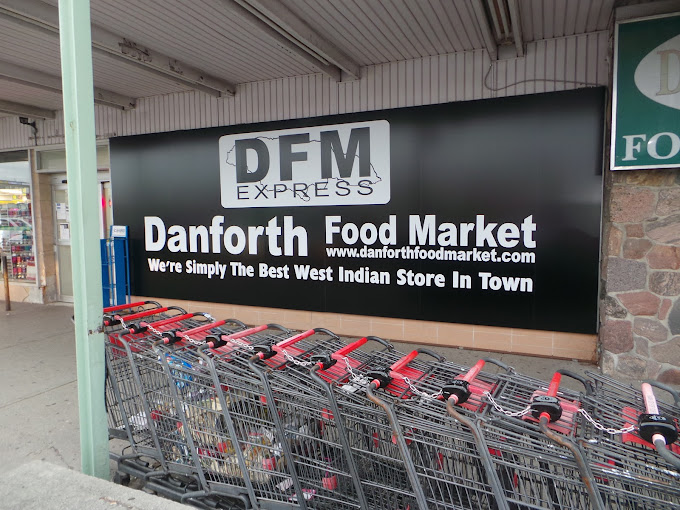 DFM
EXPRESS
Danforth Food Market
www.danforthfoodmarket.com
We're Simply The Best West Indian Store In Town
D
FO